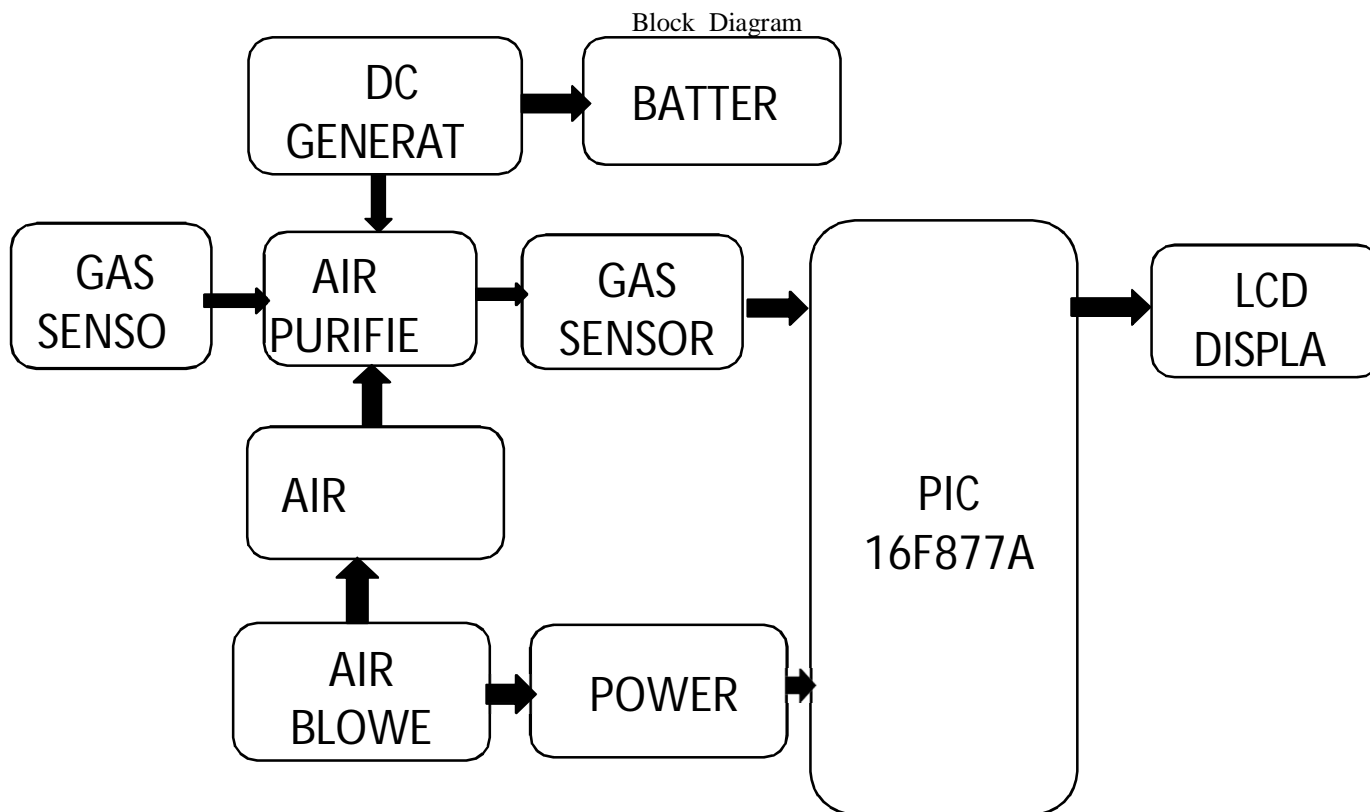 Block Diagram
DC
GENERAT
BATTER
GAS
SENSO
AIR
PURIFIE
GAS
SENSOR
LCD
DISPLA
AIR
PIC
16F877A
AIR
BLOWE
POWER